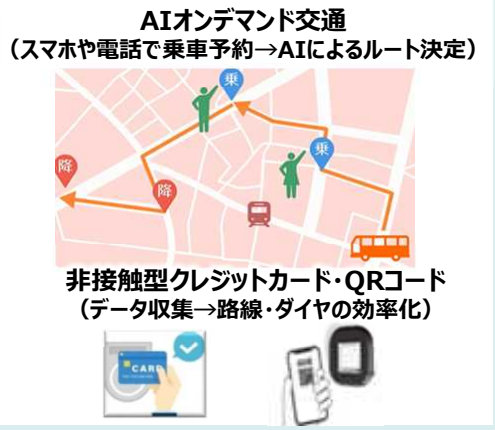 AIオンデマンド交通
（スマホや電話で乗車予約→AIによるルート決定）
乗
乗
降
降
非接触型クレジットカード・QRコード
（データ収集→路線・ダイヤの効率化）
CARD